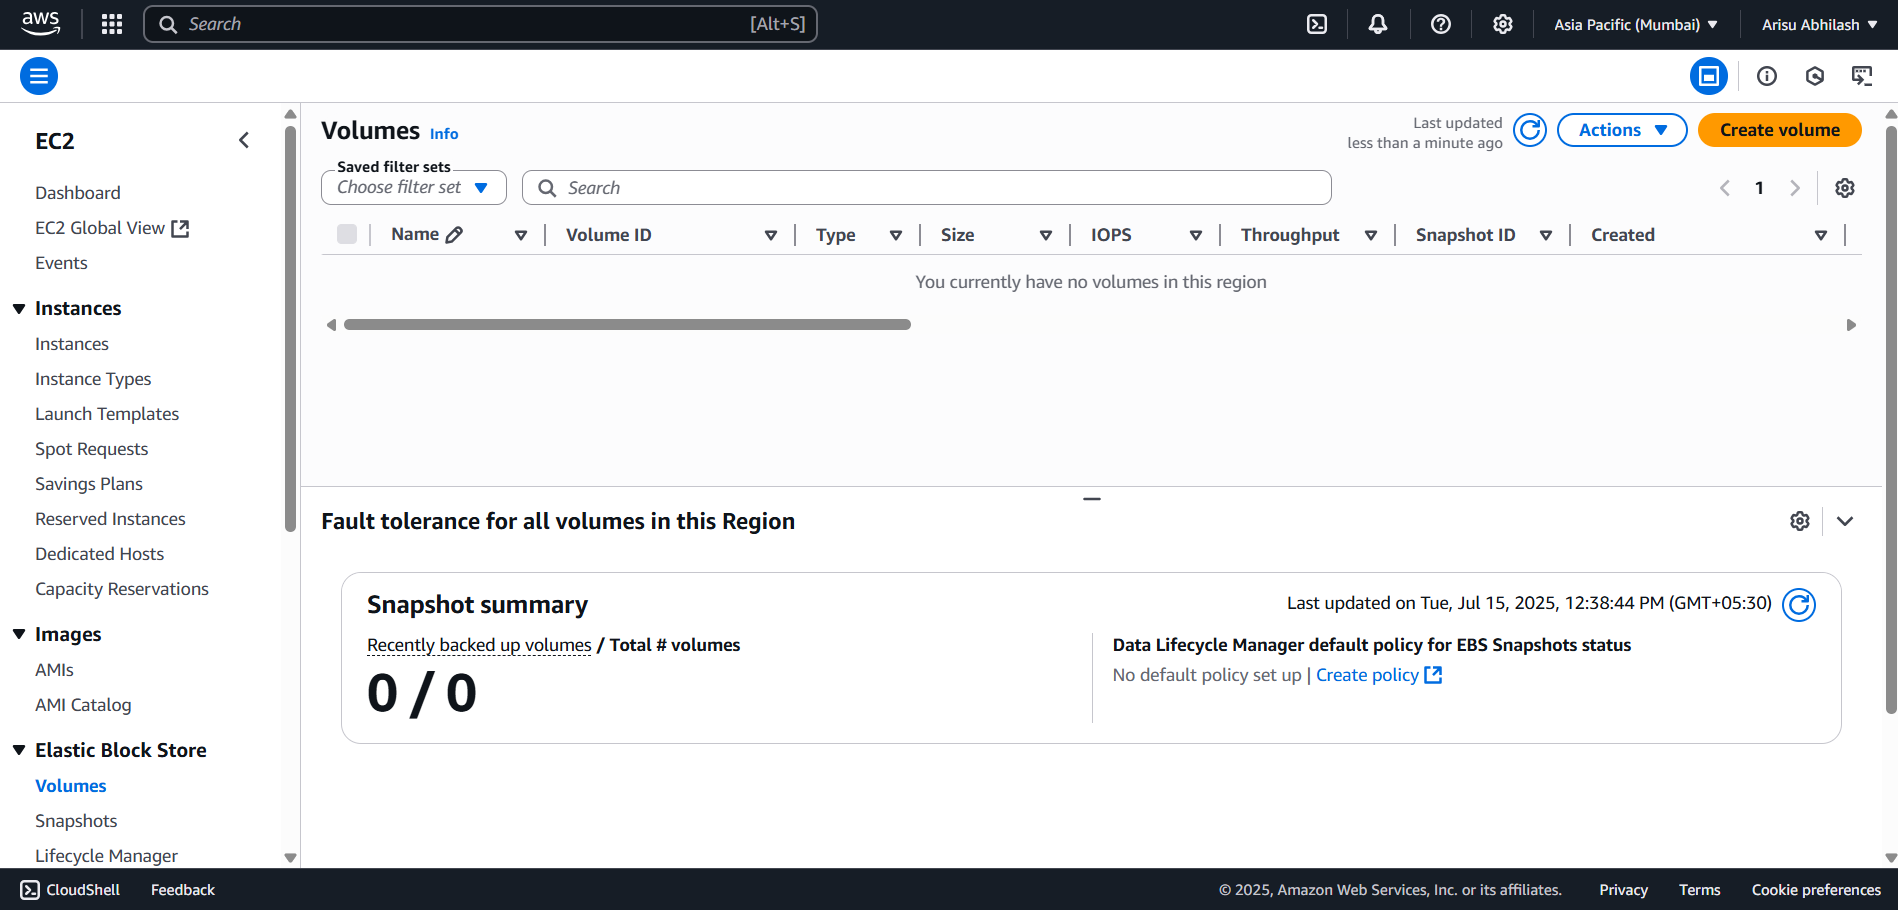 aws
Search
[Alt+S]
Asia Pacific (Mumbai)
Arisu Abhilash
EC2
Dashboard
EC2 Global View
Events
Instances
Instances
Instance Types
Launch Templates
Spot Requests
Savings Plans
Reserved Instances
Dedicated Hosts
Capacity Reservations
Images
AMIs
AMI Catalog
Elastic Block Store
Volumes
Snapshots
Lifecycle Manager
Volumes Info
Last updated
less than a minute ago
Actions
Create volume
Saved filter sets
Choose filter set
Search
1
Name Volume ID Type Size IOPS Throughput Snapshot ID Created
You currently have no volumes in this region
Fault tolerance for all volumes in this Region
Snapshot summary
Last updated on Tue, Jul 15, 2025, 12:38:44 PM (GMT+05:30)
Recently backed up volumes / Total # volumes
0 / 0
Data Lifecycle Manager default policy for EBS Snapshots status
No default policy set up | Create policy
CloudShell
Feedback
© 2025, Amazon Web Services, Inc. or its affiliates.
Privacy
Terms
Cookie preferences